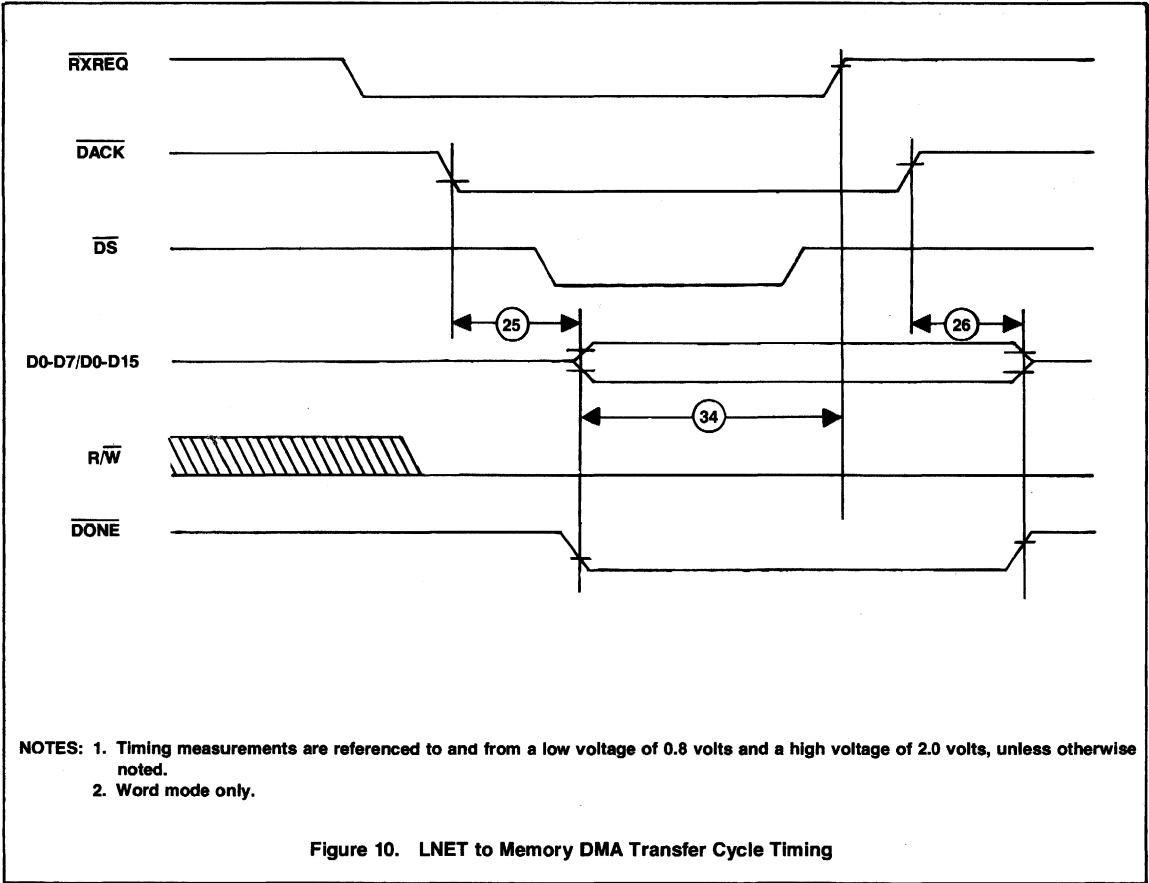 RXREQ
DACK
DS
25
26
D0-D7/D0-D15
34
R/W
DONE
NOTES: 1. Timing measurements are referenced to and from a low voltage of 0.8 volts and a high voltage of 2.0 volts, unless otherwise
noted.
2. Word mode only.
Figure 10. LNET to Memory DMA Transfer Cycle Timing